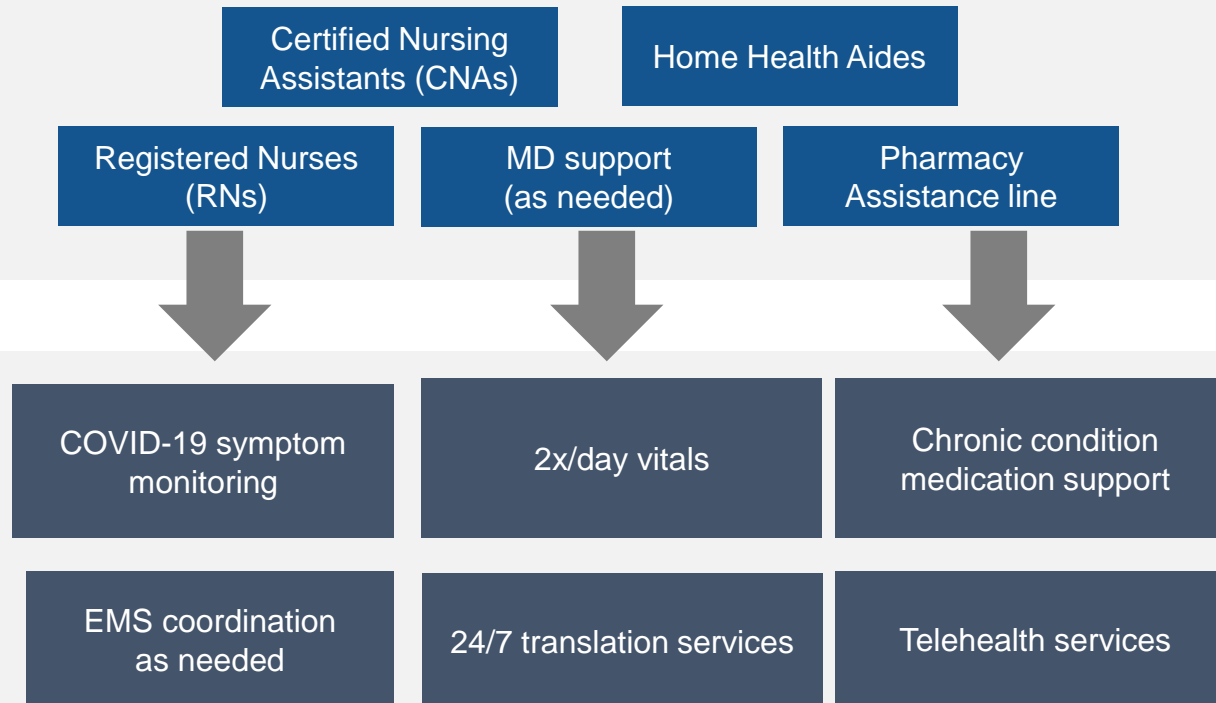 Certified Nursing
Assistants (CNAs)
Home Health Aides
Registered Nurses
(RNs)
MD support
(as needed)
Pharmacy
Assistance line
COVID-19 symptom
monitoring
2x/day vitals
Chronic condition
medication support
EMS coordination
as needed
24/7 translation services
Telehealth services